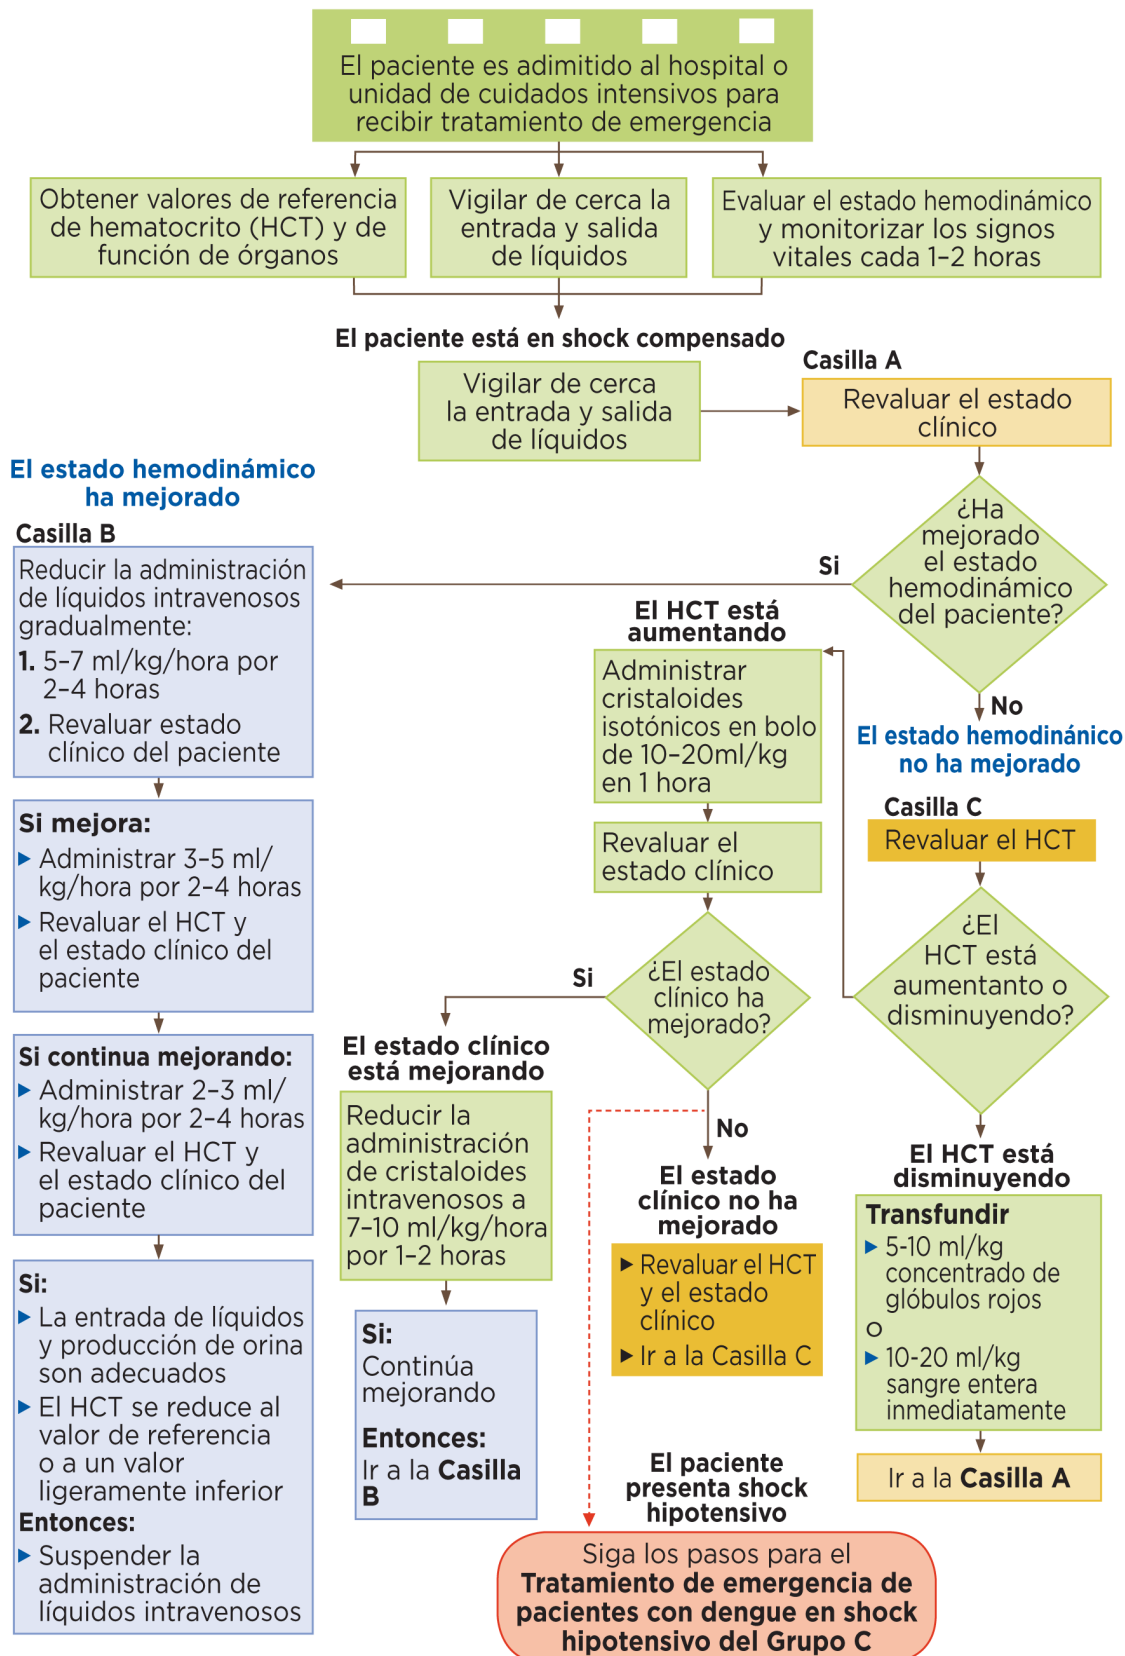 El paciente es adimitido al hospital o
unidad de cuidados intensivos para
recibir tratamiento de emergencia
Obtener valores de referencia
de hematocrito (HCT) y de
función de órganos
Vigilar de cerca la
entrada y salida
de líquidos
Evaluar el estado hemodinámico
y monitorizar los signos
vitales cada 1–2 horas
El paciente está en shock compensado
Vigilar de cerca
la entrada y salida
de líquidos
Casilla A
Revaluar el estado
clínico
¿Ha
mejorado
el estado
hemodinámico
del paciente?
Si
El estado hemodinámico
ha mejorado
Casilla B
Reducir la administración
de líquidos intravenosos
gradualmente:
1. 5–7 ml/kg/hora por
2–4 horas
2. Revaluar estado
clínico del paciente
Si mejora:
▶ Administrar 3–5 ml/
kg/hora por 2–4 horas
▶ Revaluar el HCT y
el estado clínico del
paciente
Si continua mejorando:
▶ Administrar 2–3 ml/
kg/hora por 2–4 horas
▶ Revaluar el HCT y
el estado clínico del
paciente
Si:
▶ La entrada de líquidos
y producción de orina
son adecuados
▶ El HCT se reduce al
valor de referencia
o a un valor
ligeramente inferior
Entonces:
▶ Suspender la
administración de
líquidos intravenosos
No
El estado hemodinánico
no ha mejorado
Casilla C
Revaluar el HCT
¿El
HCT está
aumentanto o
disminuyendo?
El HCT está
aumentando
Administrar
cristaloides
isotónicos en bolo
de 10–20ml/kg
en 1 hora
Revaluar el
estado clínico
¿El estado
clínico ha
mejorado?
Si
El estado clínico
está mejorando
Reducir la
administración
de cristaloides
intravenosos a
7–10 ml/kg/hora
por 1–2 horas
Si:
Continúa
mejorando
Entonces:
Ir a la Casilla
B
No
El estado
clínico no ha
mejorado
▶ Revaluar el HCT
y el estado
clínico
▶ Ir a la Casilla C
El HCT está
disminuyendo
Transfundir
▶ 5-10 ml/kg
concentrado de
glóbulos rojos
O
▶ 10-20 ml/kg
sangre entera
inmediatamente
Ir a la Casilla A
El paciente
presenta shock
hipotensivo
Siga los pasos para el
Tratamiento de emergencia de
pacientes con dengue en shock
hipotensivo del Grupo C